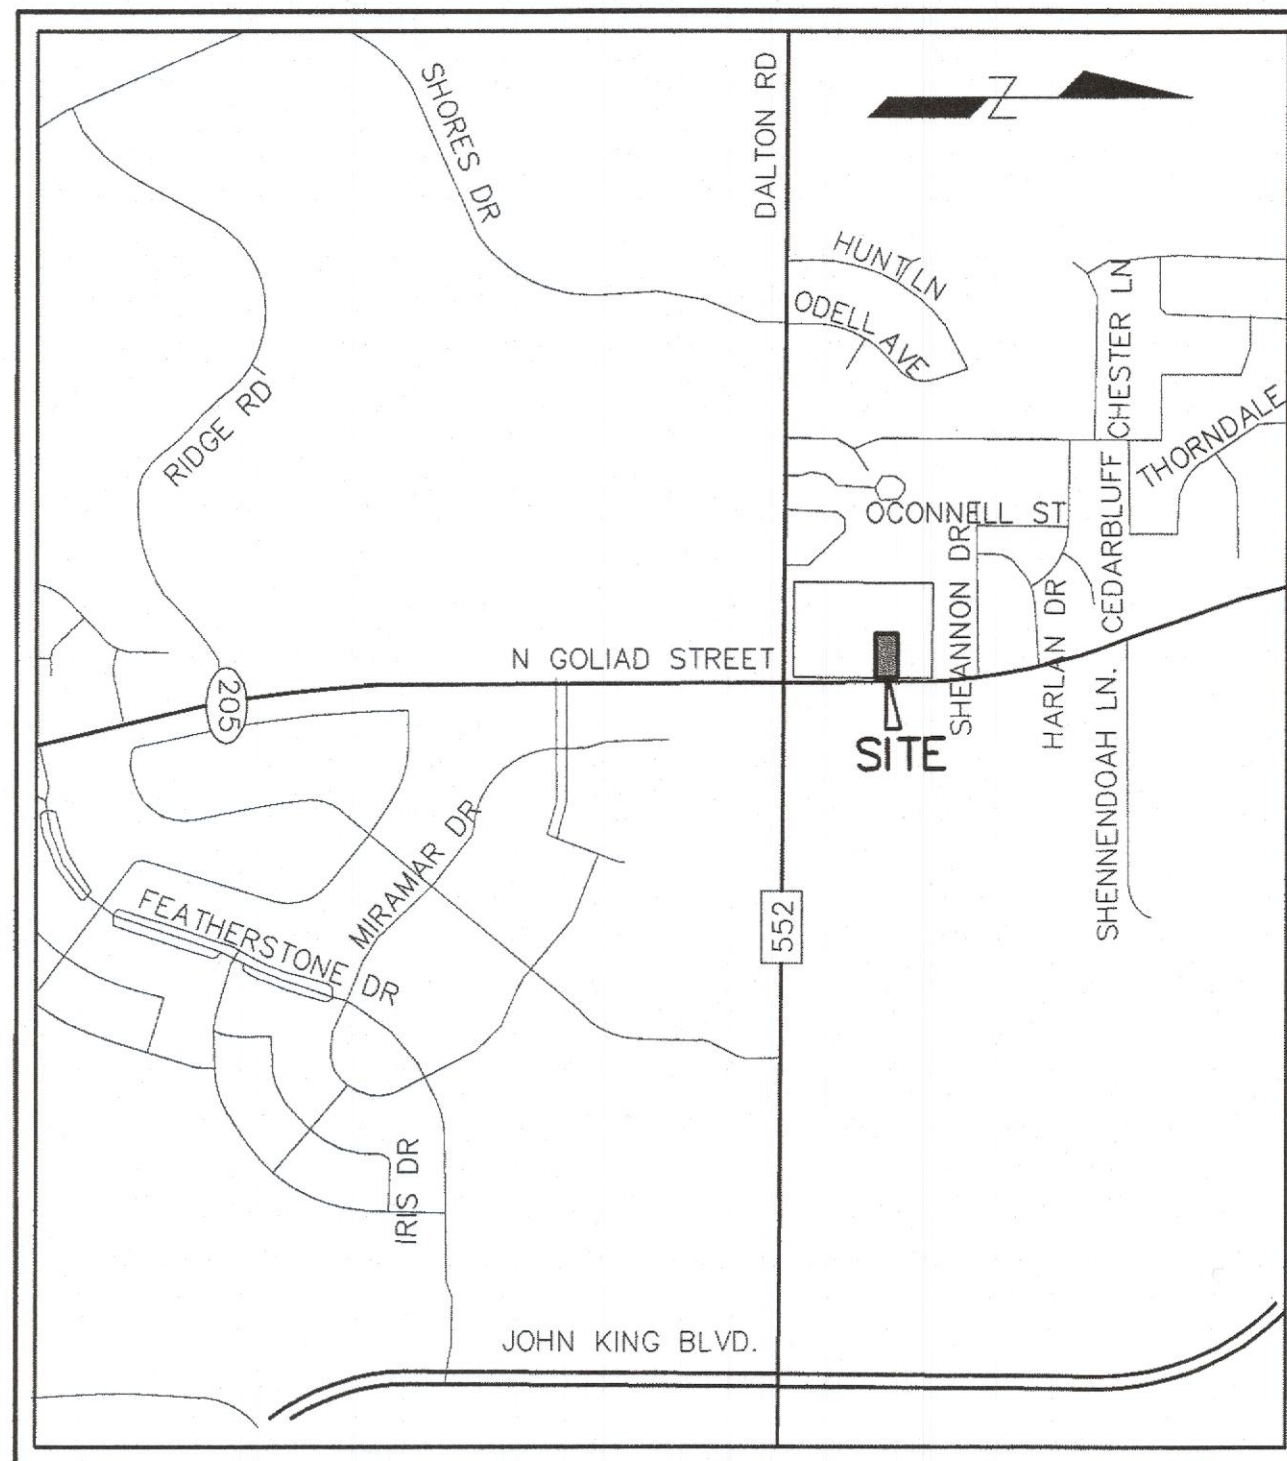 SHORES DR
DALTON RD
Z
HUNT LN
ODELL AVE
CHESTER LN
RIDGE RD
THORNDALE
OCONNELL ST
CEDARBLUFF
SHEANNON DR
HARLAN DR
N GOLIAD STREET
205
SITE
SHENNENDOAH LN.
MIRAMAR DR
FEATHERSTONE DR
552
IRIS DR
JOHN KING BLVD.